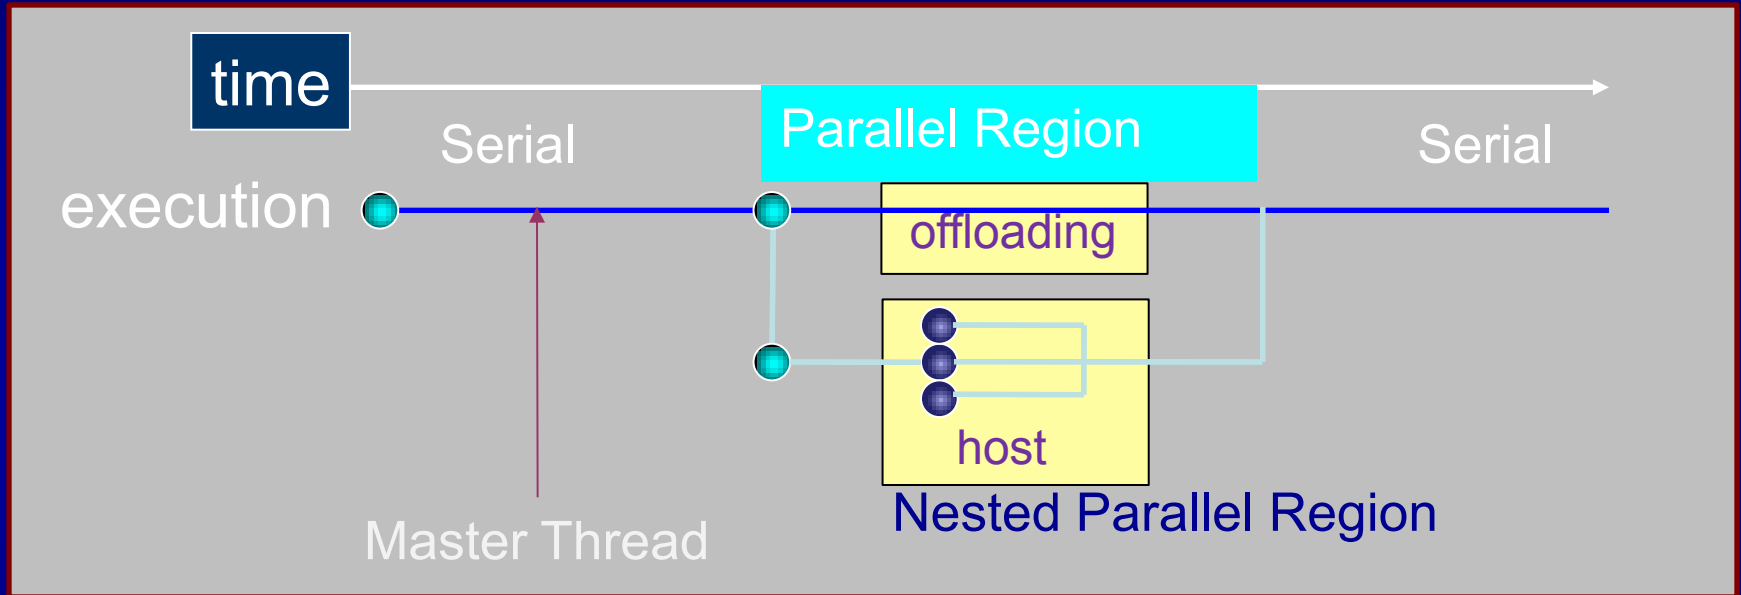 time
Serial
Parallel Region
Serial
execution
offloading
host
Nested Parallel Region
Master Thread